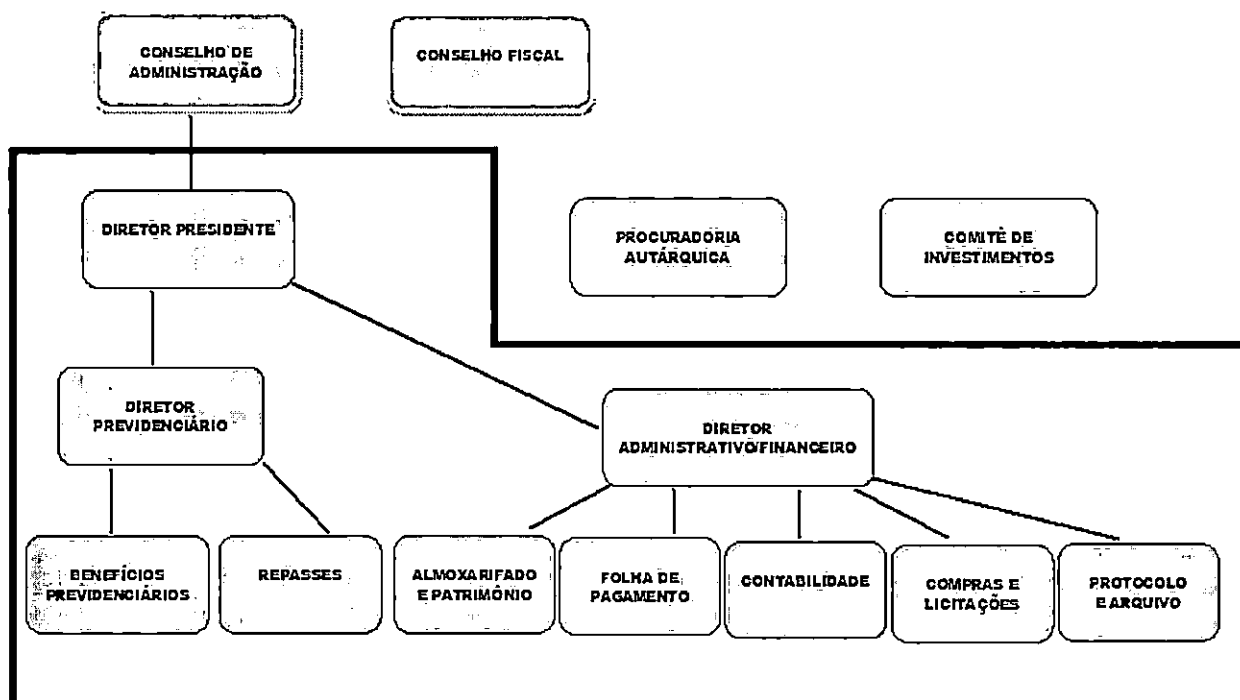 CONSELHO DE
ADMINISTRAÇÃO
CONSELHO FISCAL
DIRETOR PRESIDENTE
PROCURADORIA
AUTÁRQUICA
COMITÊ DE
INVESTIMENTOS
DIRETOR
PREVIDENCIÁRIO
DIRETOR
ADMINISTRATIVO/FINANCEIRO
BENEFÍCIOS
PREVIDENCIÁRIOS
REPASSES
ALMOXARIFADO
E PATRIMÔNIO
FOLHA DE
PAGAMENTO
CONTABILIDADE
COMPRAS E
LICITAÇÕES
PROTOCOLO
E ARQUIVO